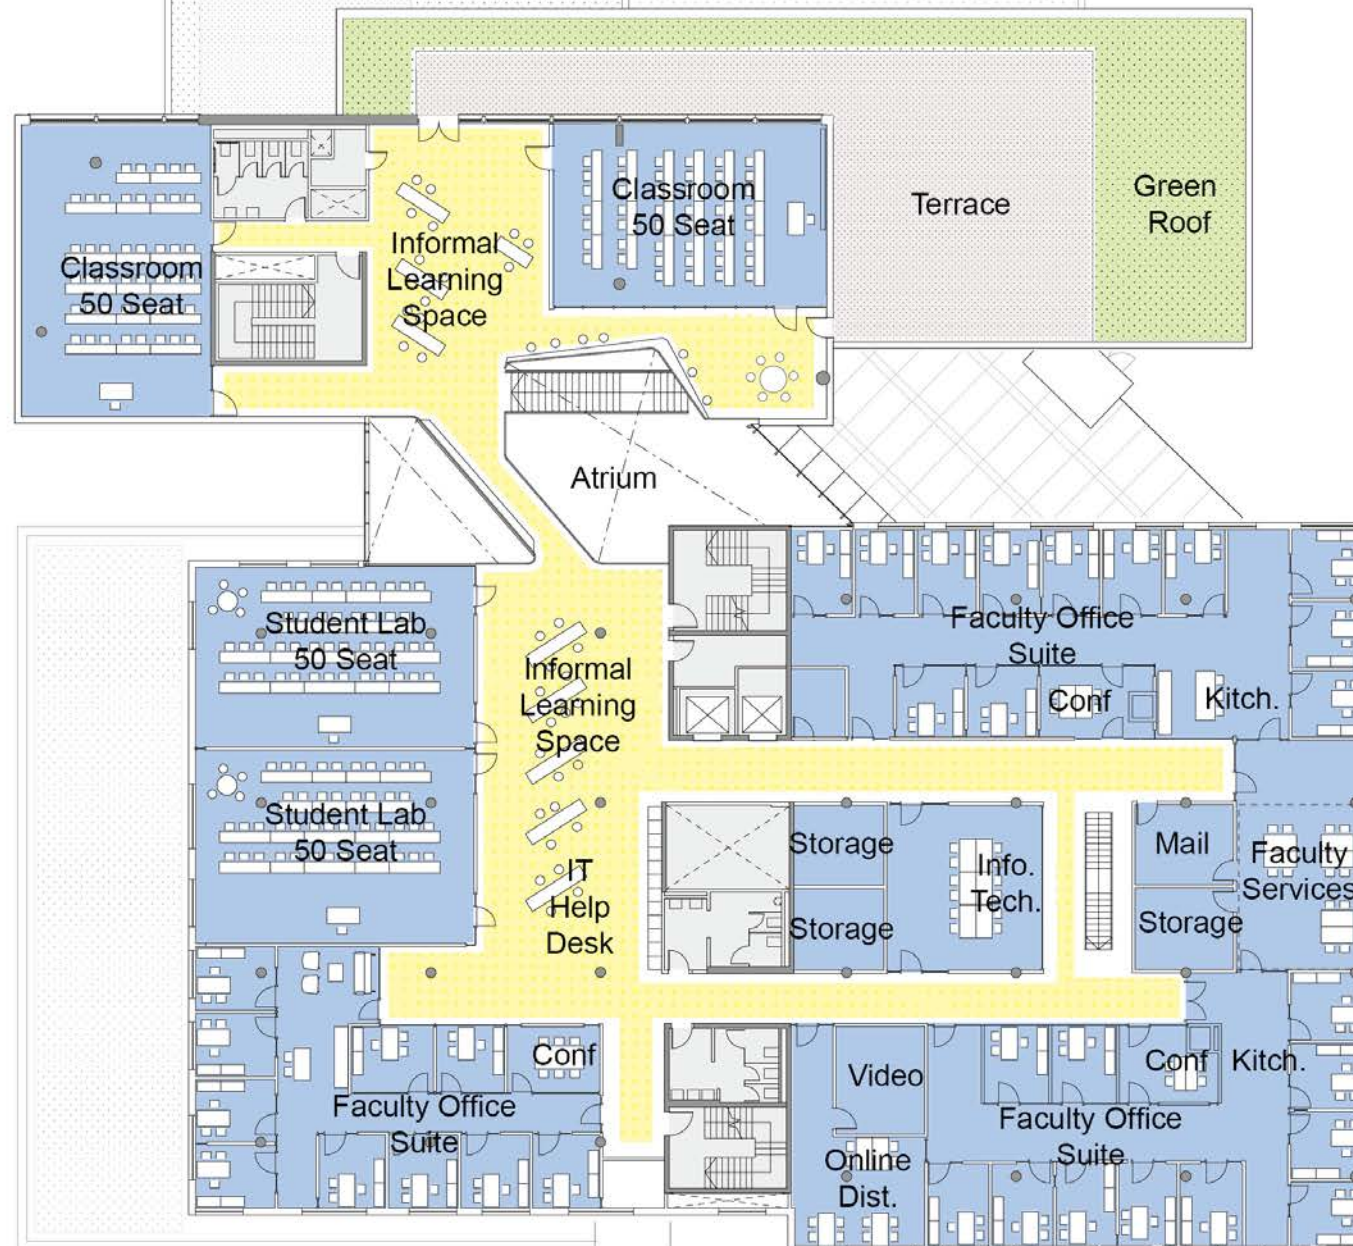 Classroom
50 Seat
Terrace
Green
Roof
Informal
Learning
Space
Classroom
50 Seat
Atrium
Student Lab
50 Seat
Faculty Office
Suite
Informal
Learning
Space
Conf
Kitch.
Student Lab
50 Seat
Storage
Mail
Info.
Tech.
Faculty
Services
IT
Help
Desk
Storage
Storage
Conf
Video
Conf
Kitch.
Faculty Office
Suite
Faculty Office
Suite
Online
Dist.